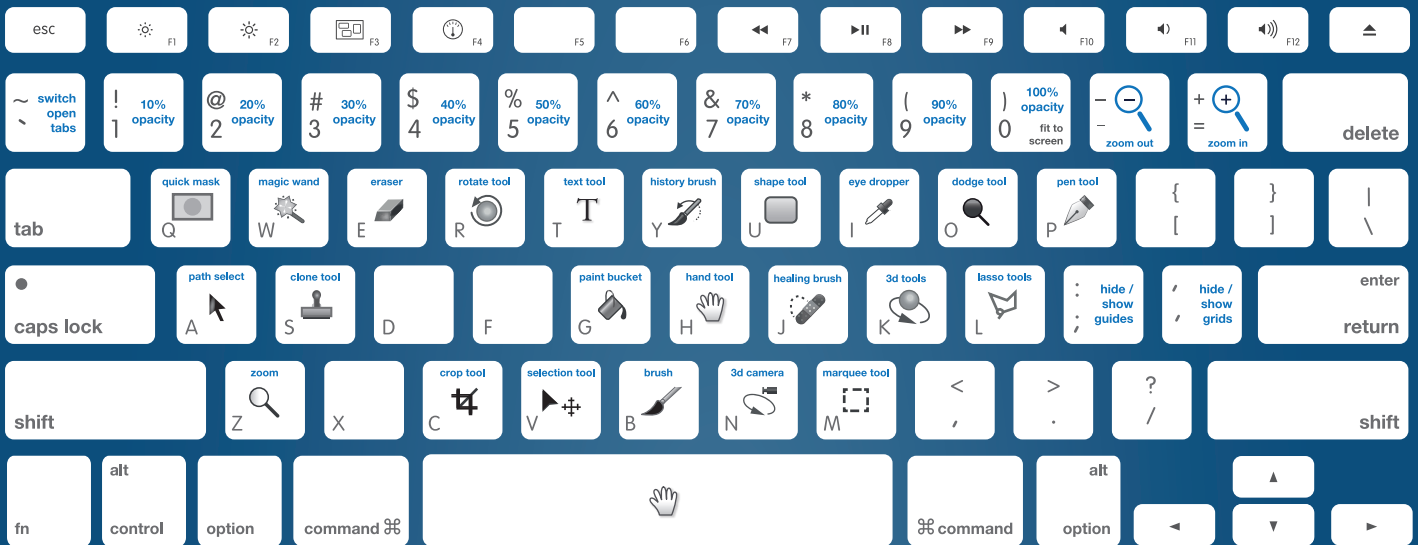 esc
F1
F2
F3
F4
F5
F6
F7
F8
F9
F10
F11
F12
~ switch
open
` tabs
! 10%
1 opacity
@ 20%
2 opacity
# 30%
3 opacity
$ 40%
4 opacity
% 50%
5 opacity
^ 60%
6 opacity
& 70%
7 opacity
* 80%
8 opacity
( 90%
9 opacity
) 100%
opacity
0 fit to
screen
–
-
zoom out
+
=
zoom in
delete
tab
quick mask
Q
magic wand
W
eraser
E
rotate tool
R
text tool
T
T
history brush
Y
shape tool
U
eye dropper
I
dodge tool
O
pen tool
P
{
[
}
]
|
\
caps lock
path select
A
clone tool
S
D
F
paint bucket
G
hand tool
H
healing brush
J
3d tools
K
lasso tools
L
: hide /
show
; guides
' hide /
show
, grids
enter
return
shift
zoom
Z
X
crop tool
C
selection tool
V
brush
B
3d camera
N
marquee tool
M
<
,
>
.
?
/
shift
fn
alt
control
option
command ⌘
⌘ command
alt
option